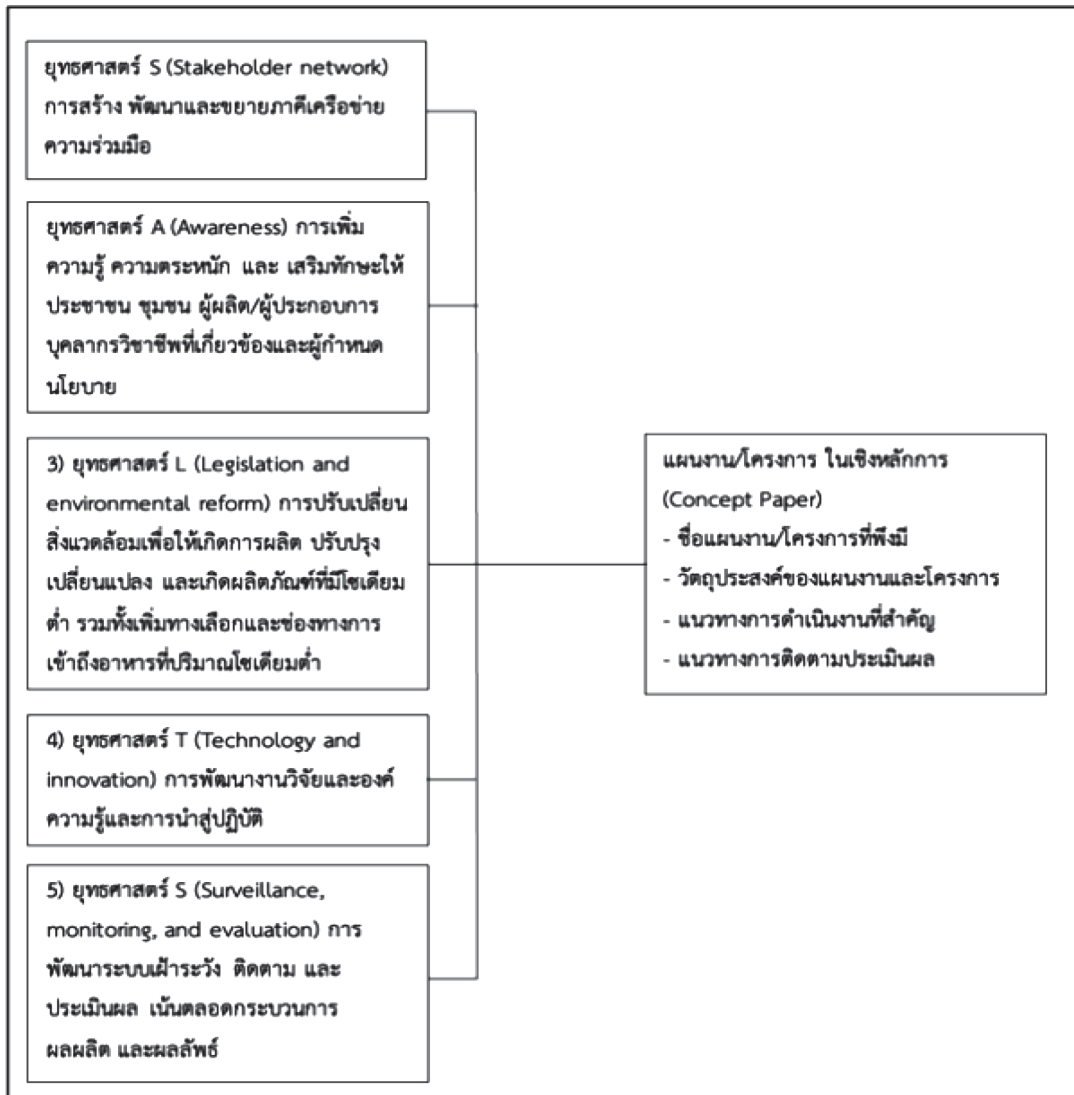 ยุทธศาสตร์ S (Stakeholder network)
การสร้าง พัฒนาและขยายภาคีเครือข่าย
ความร่วมมือ
ยุทธศาสตร์ A (Awareness) การเพิ่ม
ความรู้ ความตระหนัก และ เสริมทักษะให้
ประชาชน ชุมชน ผู้ผลิต/ผู้ประกอบการ
บุคลากรวิชาชีพที่เกี่ยวข้องและผู้กำหนด
นโยบาย
3) ยุทธศาสตร์ L (Legislation and
environmental reform) การปรับเปลี่ยน
สิ่งแวดล้อมเพื่อให้เกิดการผลิต ปรับปรุง
เปลี่ยนแปลง และเกิดผลิตภัณฑ์ที่มีโซเดียม
ต่ำ รวมทั้งเพิ่มทางเลือกและช่องทางการ
เข้าถึงอาหารที่ปริมาณโซเดียมต่ำ
4) ยุทธศาสตร์ T (Technology and
innovation) การพัฒนางานวิจัยและองค์
ความรู้และการนำสู่ปฏิบัติ
5) ยุทธศาสตร์ S (Surveillance,
monitoring, and evaluation) การ
พัฒนาระบบเฝ้าระวัง ติดตาม และ
ประเมินผล เน้นตลอดกระบวนการ
ผลผลิต และผลลัพธ์
แผนงาน/โครงการ ในเชิงหลักการ
(Concept Paper)
- ชื่อแผนงาน/โครงการที่พึงมี
- วัตถุประสงค์ของแผนงานและโครงการ
- แนวทางการดำเนินงานที่สำคัญ
- แนวทางการติดตามประเมินผล